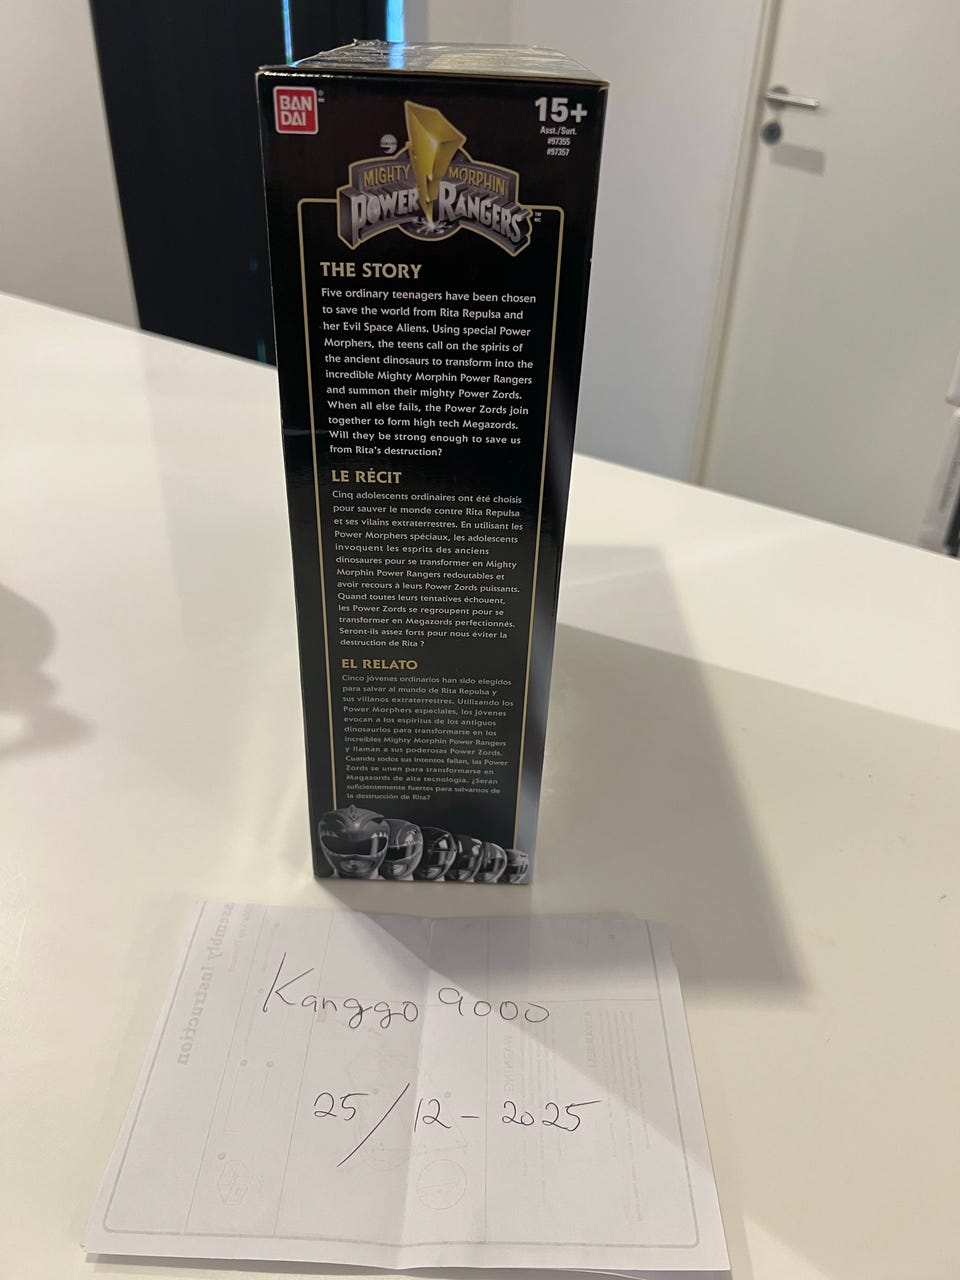 BAN
DAI
15+
Asst./Sort.
#97355
#97357
MIGHTY MORPHIN
POWER RANGERS
TM
MC
THE STORY
Five ordinary teenagers have been chosen
to save the world from Rita Repulsa and
her Evil Space Aliens. Using special Power
Morphers, the teens call on the spirits of
the ancient dinosaurs to transform into the
incredible Mighty Morphin Power Rangers
and summon their mighty Power Zords.
When all else fails, the Power Zords join
together to form high tech Megazords.
Will they be strong enough to save us
from Rita's destruction?
LE RÉCIT
Cinq adolescents ordinaires ont été choisis
pour sauver le monde contre Rita Repulsa
et ses vilains extraterrestres. En utilisant les
Power Morphers spéciaux, les adolescents
invoquent les esprits des anciens
dinosaures pour se transformer en Mighty
Morphin Power Rangers redoutables et
avoir recours à leurs Power Zords puissants.
Quand toutes leurs tentatives échouent,
les Power Zords se regroupent pour se
transformer en Megazords perfectionnés.
Seront-ils assez forts pour nous éviter la
destruction de Rita ?
EL RELATO
Cinco jóvenes ordinarios han sido elegidos
para salvar al mundo de Rita Repulsa y
sus villanos extraterrestres. Utilizando los
Power Morphers especiales, los jóvenes
evocan a los espíritus de los antiguos
dinosaurios para transformarse en los
increíbles Mighty Morphin Power Rangers
y llaman a sus poderosas Power Zords.
Cuando todos sus intentos fallan, las Power
Zords se unen para transformarse en
Megazords de alta tecnología. ¿Serán
suficientemente fuertes para salvarnos de
la destrucción de Rita?
Kanggo 9000
25/12-2025
ssembly Instruction